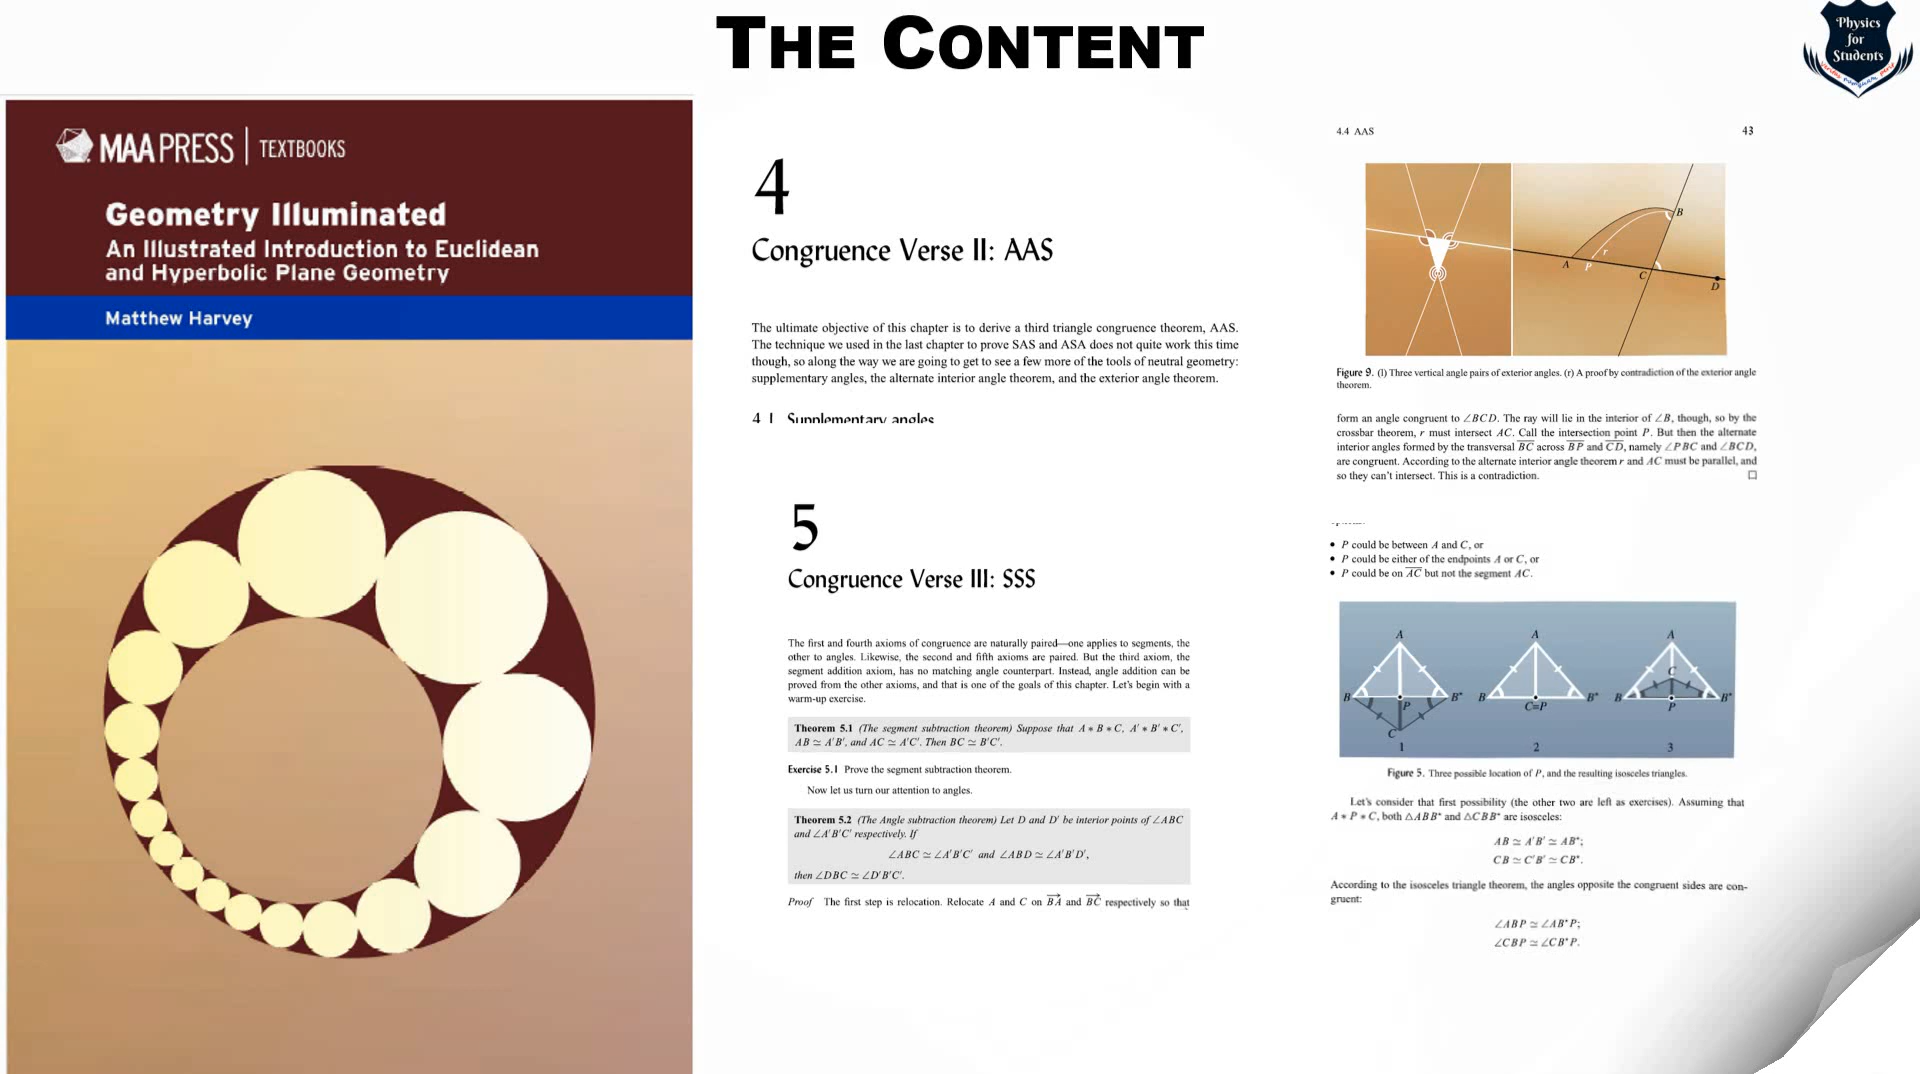 THE CONTENT
Physics
for
Students
MAA PRESS | TEXTBOOKS
Geometry Illuminated
An Illustrated Introduction to Euclidean
and Hyperbolic Plane Geometry
Matthew Harvey
4
Congruence Verse II: AAS
The ultimate objective of this chapter is to derive a third triangle congruence theorem, AAS.
The technique we used in the last chapter to prove SAS and ASA does not quite work this time
though, so along the way we are going to get to see a few more of the tools of neutral geometry:
supplementary angles, the alternate interior angle theorem, and the exterior angle theorem.
4.1 Supplementary angles
5
Congruence Verse III: SSS
The first and fourth axioms of congruence are naturally paired—one applies to segments, the
other to angles. Likewise, the second and fifth axioms are paired. But the third axiom, the
segment addition axiom, has no matching angle counterpart. Instead, angle addition can be
proved from the other axioms, and that is one of the goals of this chapter. Let's begin with a
warm-up exercise.
Theorem 5.1 (The segment subtraction theorem) Suppose that A ∗ B ∗ C, A′ ∗ B′ ∗ C′,
AB ≃ A′B′, and AC ≃ A′C′. Then BC ≃ B′C′.
Exercise 5.1 Prove the segment subtraction theorem.
Now let us turn our attention to angles.
Theorem 5.2 (The Angle subtraction theorem) Let D and D′ be interior points of ∠ABC
and ∠A′B′C′ respectively. If
∠ABC ≃ ∠A′B′C′ and ∠ABD ≃ ∠A′B′D′,
then ∠DBC ≃ ∠D′B′C′.
Proof The first step is relocation. Relocate A and C on BA and BC respectively so that
4.4 AAS 43
B
A P r
C
D
Figure 9. (l) Three vertical angle pairs of exterior angles. (r) A proof by contradiction of the exterior angle
theorem.
form an angle congruent to ∠BCD. The ray will lie in the interior of ∠B, though, so by the
crossbar theorem, r must intersect AC. Call the intersection point P. But then the alternate
interior angles formed by the transversal BC across BP and CD, namely ∠PBC and ∠BCD,
are congruent. According to the alternate interior angle theorem r and AC must be parallel, and
so they can't intersect. This is a contradiction. □
• P could be between A and C, or
• P could be either of the endpoints A or C, or
• P could be on AC but not the segment AC.
A A A
C
B B* B B* B B*
P C=P P
C
1 2 3
Figure 5. Three possible location of P, and the resulting isosceles triangles.
Let's consider that first possibility (the other two are left as exercises). Assuming that
A ∗ P ∗ C, both △ABB* and △CBB* are isosceles:
AB ≃ A′B′ ≃ AB*;
CB ≃ C′B′ ≃ CB*.
According to the isosceles triangle theorem, the angles opposite the congruent sides are con-
gruent:
∠ABP ≃ ∠AB*P;
∠CBP ≃ ∠CB*P.